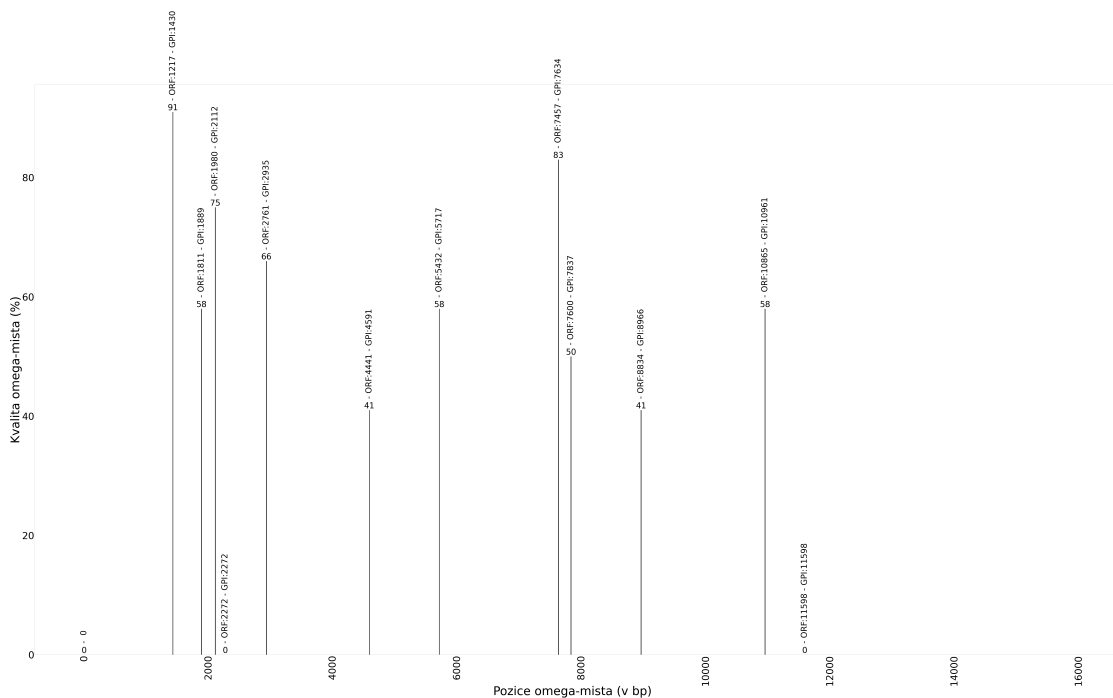 91 - ORF:1217 - GPI:1430
58 - ORF:1811 - GPI:1889
75 - ORF:1980 - GPI:2112
0 - ORF:2272 - GPI:2272
66 - ORF:2761 - GPI:2935
41 - ORF:4441 - GPI:4591
58 - ORF:5432 - GPI:5717
83 - ORF:7457 - GPI:7634
50 - ORF:7600 - GPI:7837
41 - ORF:8834 - GPI:8966
58 - ORF:10865 - GPI:10961
0 - ORF:11598 - GPI:11598
0 - 0
Kvalita omega-mista (%)
80
60
40
20
0
0
2000
4000
6000
8000
10000
12000
14000
16000
Pozice omega-mista (v bp)